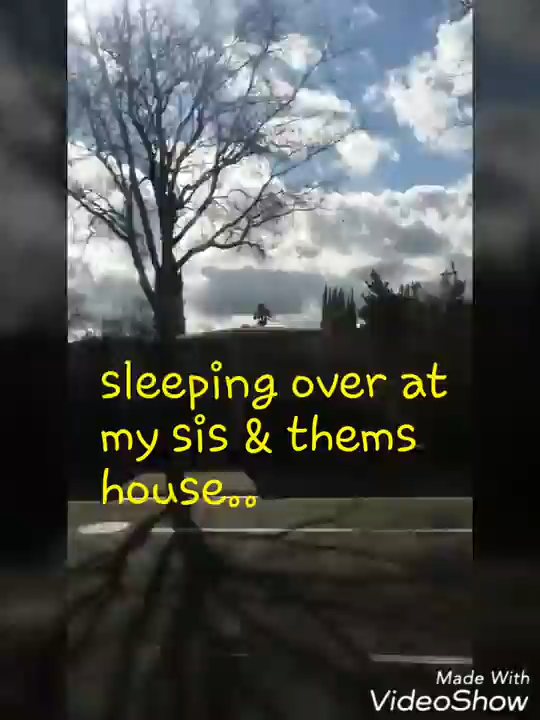 sleeping over at
my sis & thems
house..
Made With
VideoShow